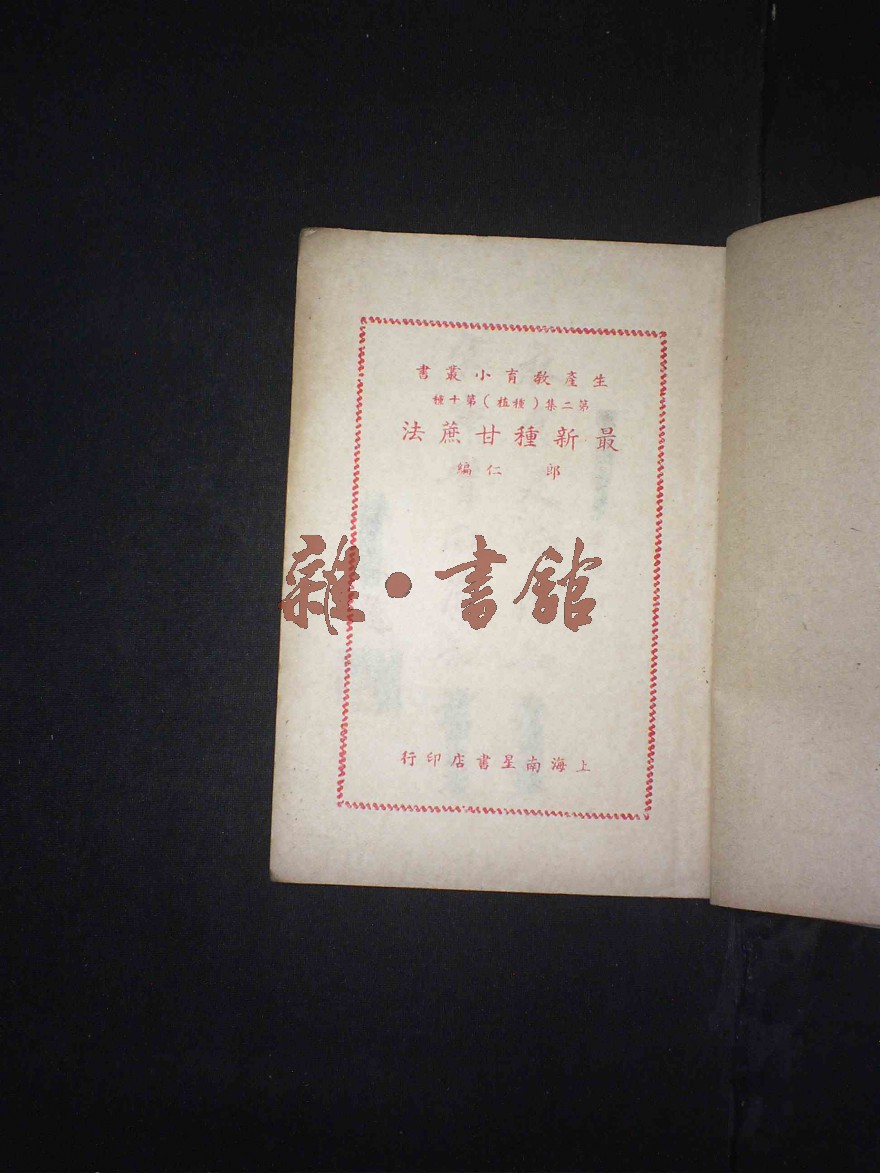 生產教育小叢書
第二集(種植)第十種
最新種甘蔗法
郎仁編
雜·書館
上海南星書店印行